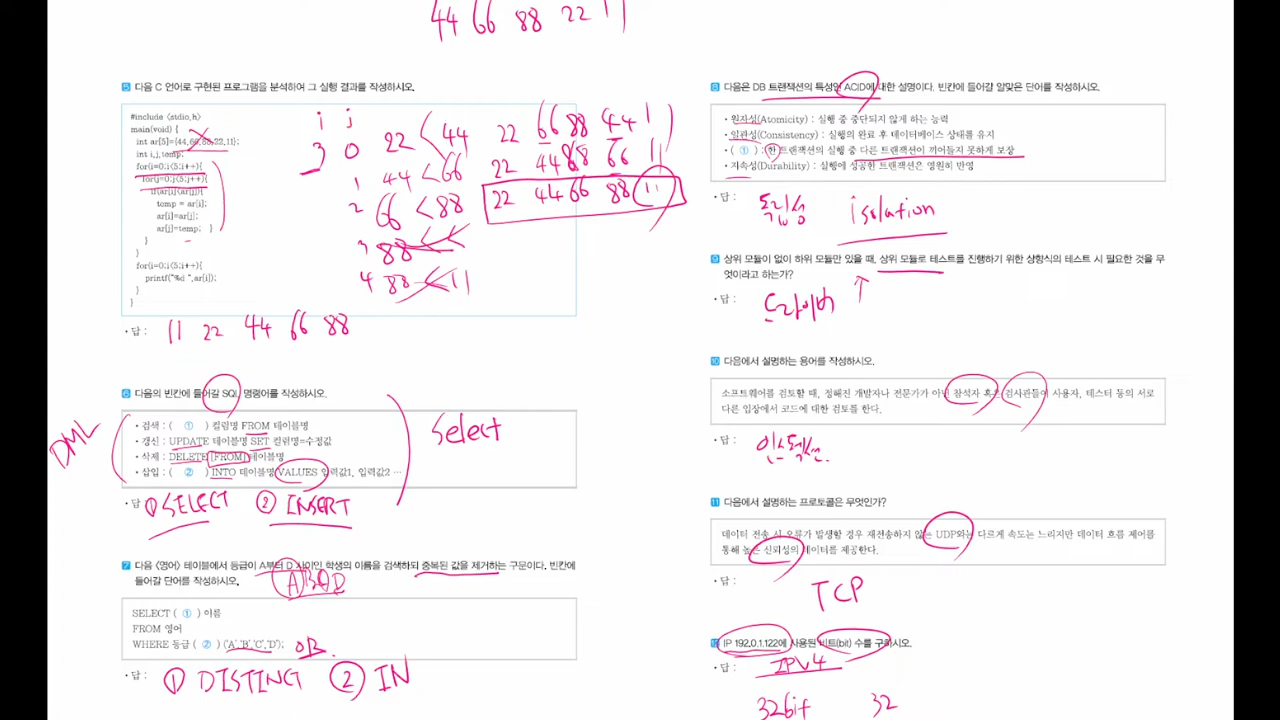 44 66 88 22 11
5 다음 C 언어로 구현된 프로그램을 분석하여 그 실행 결과를 작성하시오.
#include <stdio.h>
main(void) {
int ar[5]={44,66,88,22,11};
int i,j,temp;
for(i=0;i<5;i++){
for(j=0;j<5;j++){
if(ar[i]<ar[j]){
temp = ar[i];
ar[i]=ar[j];
ar[j]=temp; }
}
}
for(i=0;i<5;i++){
printf("%d ",ar[i]);
}
}
i j
3 0 22 < 44 22 66 88 44 11
1 44 < 66 22 44 88 66 11
2 66 < 88 22 44 66 88 11
3 88 <
4 88 < 11
• 답 : 11 22 44 66 88
6 다음의 빈칸에 들어갈 SQL 명령어를 작성하시오.
DML
• 검색 : ( ① ) 컬럼명 FROM 테이블명
• 갱신 : UPDATE 테이블명 SET 컬럼명=수정값
• 삭제 : DELETE [FROM] 테이블명
• 삽입 : ( ② ) INTO 테이블명 VALUES 입력값1, 입력값2 ⋯
select
• 답 ① SELECT ② INSERT
7 다음 <영어> 테이블에서 등급이 A부터 D 사이인 학생의 이름을 검색하되 중복된 값을 제거하는 구문이다. 빈칸에
들어갈 단어를 작성하시오.
A B C D
SELECT ( ① ) 이름
FROM 영어
WHERE 등급 ( ② ) ('A','B','C','D');
OR
• 답 : ① DISTING ② IN
8 다음은 DB 트랜잭션의 특성인 ACID에 대한 설명이다. 빈칸에 들어갈 알맞은 단어를 작성하시오.
• 원자성(Atomicity) : 실행 중 중단되지 않게 하는 능력
• 일관성(Consistency) : 실행의 완료 후 데이터베이스 상태를 유지
• ( ① ) : 한 트랜잭션의 실행 중 다른 트랜잭션이 끼어들지 못하게 보장
• 지속성(Durability) : 실행에 성공한 트랜잭션은 영원히 반영
• 답 : 독립성 isolation
9 상위 모듈이 없이 하위 모듈만 있을 때, 상위 모듈로 테스트를 진행하기 위한 상향식의 테스트 시 필요한 것을 무
엇이라고 하는가?
• 답 : 드라이버
10 다음에서 설명하는 용어를 작성하시오.
소프트웨어를 검토할 때, 정해진 개발자나 전문가가 아닌 참석자 혹은 검사관들에 사용자, 테스터 등의 서로
다른 입장에서 코드에 대한 검토를 한다.
• 답 : 인스펙션.
11 다음에서 설명하는 프로토콜은 무엇인가?
데이터 전송 시 오류가 발생할 경우 재전송하지 않는 UDP와는 다르게 속도는 느리지만 데이터 흐름 제어를
통해 높은 신뢰성의 데이터를 제공한다.
• 답 : TCP
12 IP 192.0.1.122에 사용된 비트(bit) 수를 구하시오.
• 답 : IPV4
32bit 32